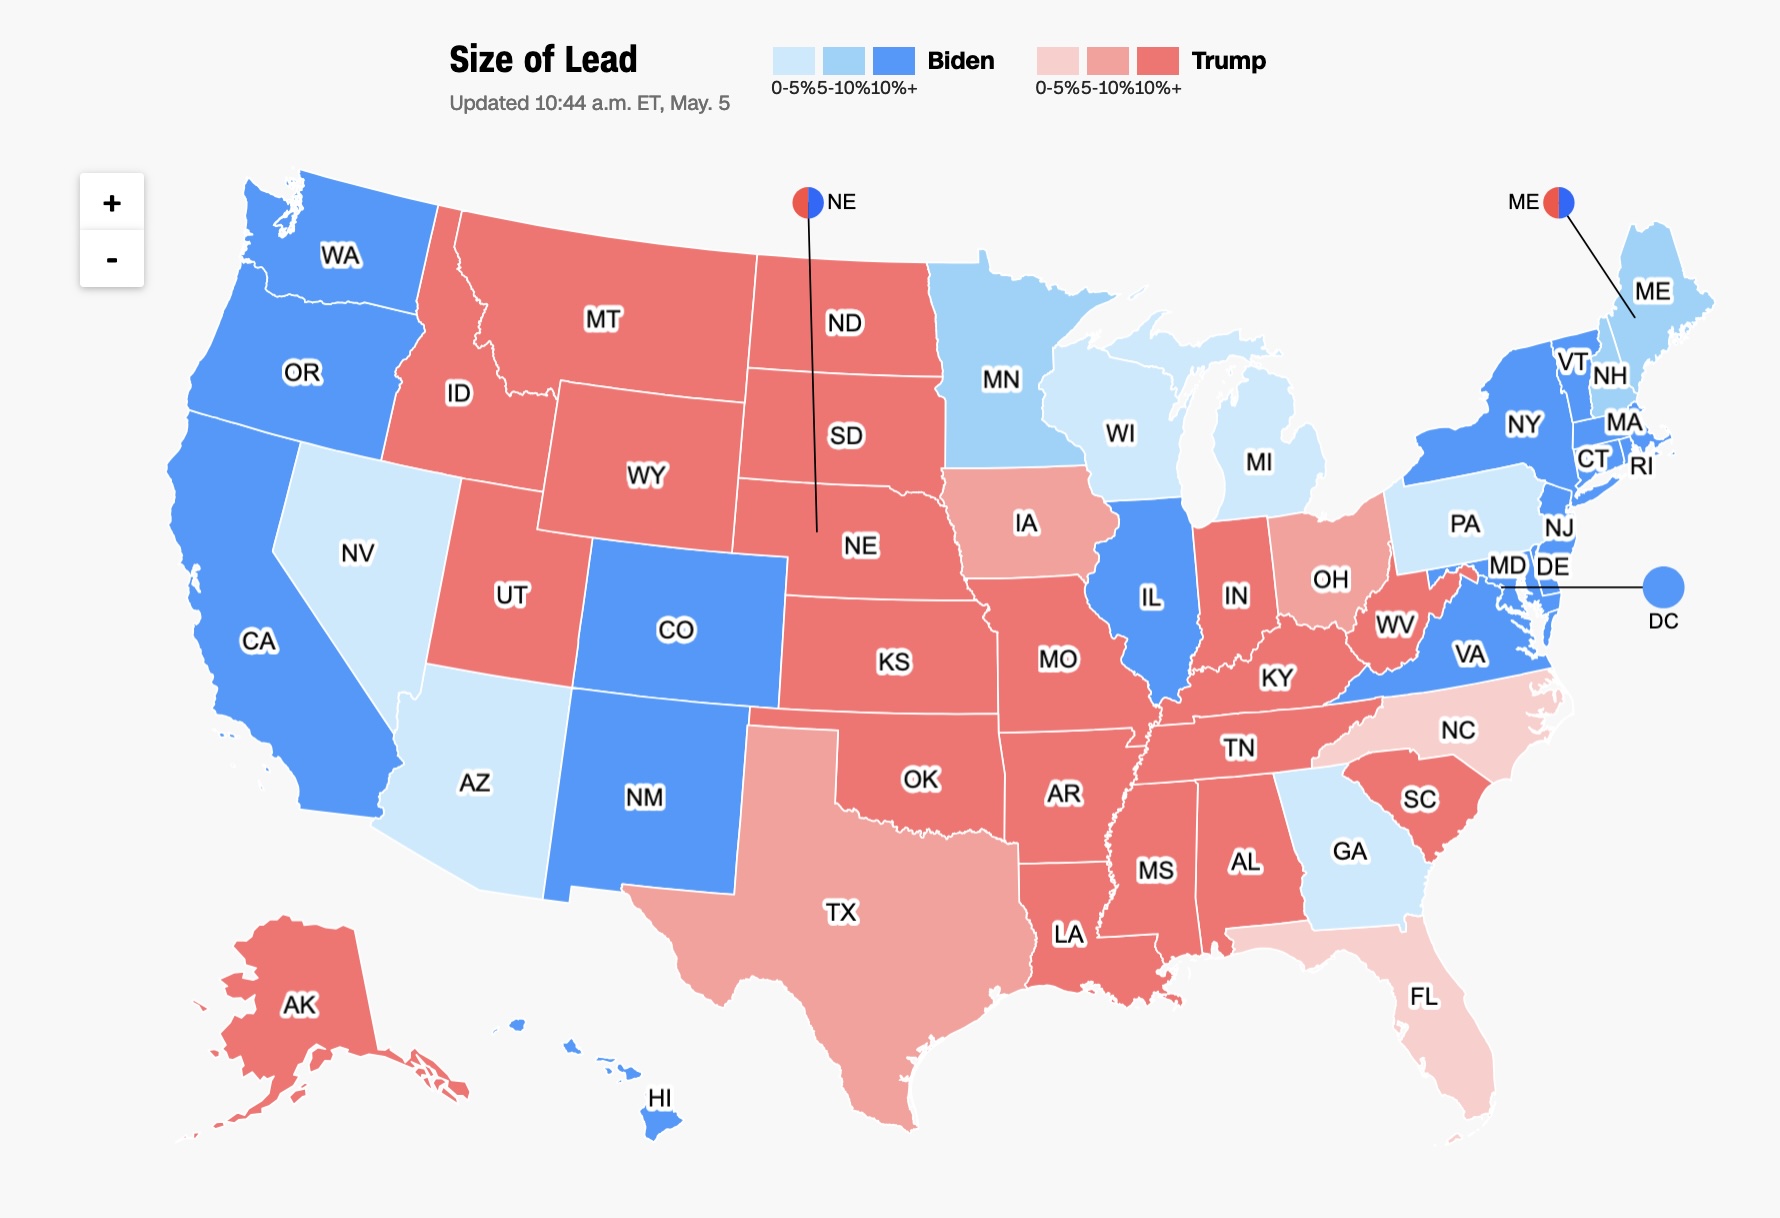 Size of Lead
Updated 10:44 a.m. ET, May. 5
0-5% 5-10% 10%+ Biden
0-5% 5-10% 10%+ Trump
+
-
NE
ME
WA
ME
MT
ND
OR
VT
NH
ID
MN
NY
MA
SD
WI
CT
RI
WY
MI
IA
PA
NJ
NV
NE
MD
DE
UT
OH
IL
IN
DC
CO
WV
CA
VA
KS
MO
KY
NC
TN
AZ
OK
NM
AR
SC
GA
MS
AL
TX
LA
FL
AK
HI